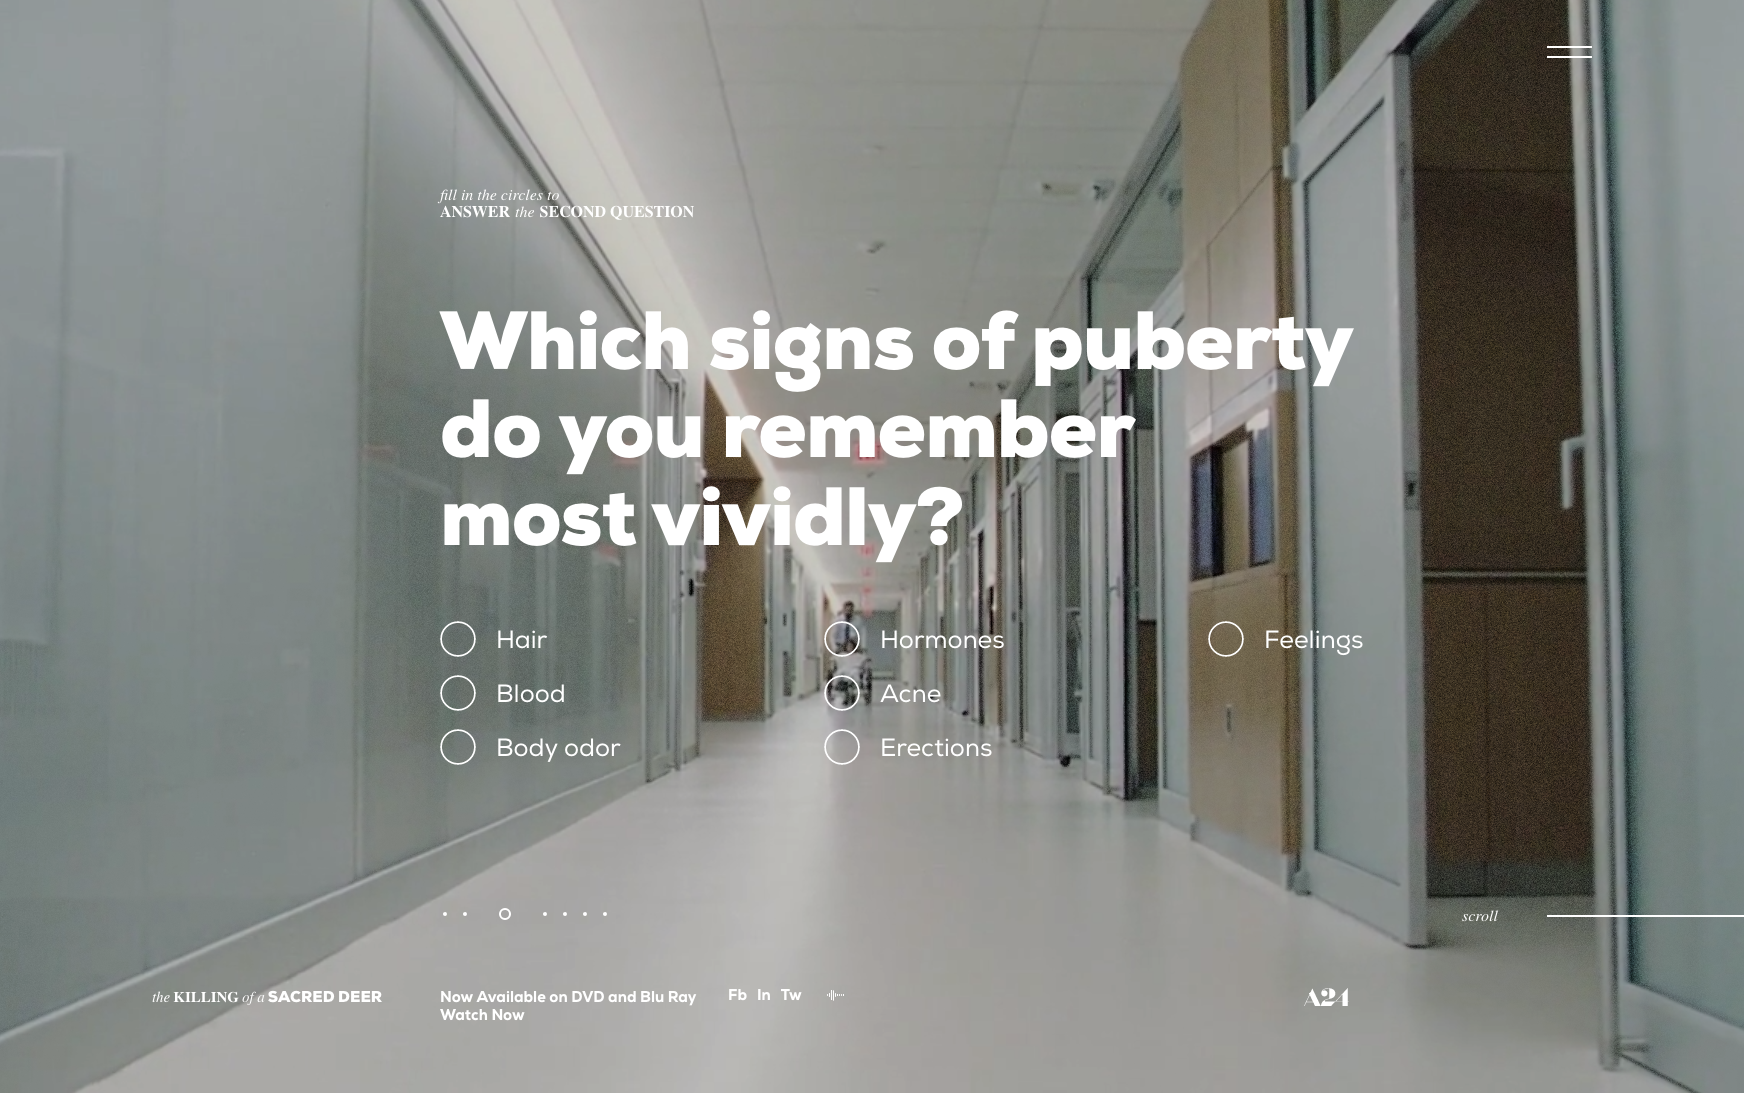 fill in the circles to
ANSWER the SECOND QUESTION
Which signs of puberty
do you remember
most vividly?
Hair
Hormones
Feelings
Blood
Acne
Body odor
Erections
scroll
the KILLING of a SACRED DEER
Now Available on DVD and Blu Ray
Watch Now
Fb In Tw
A24